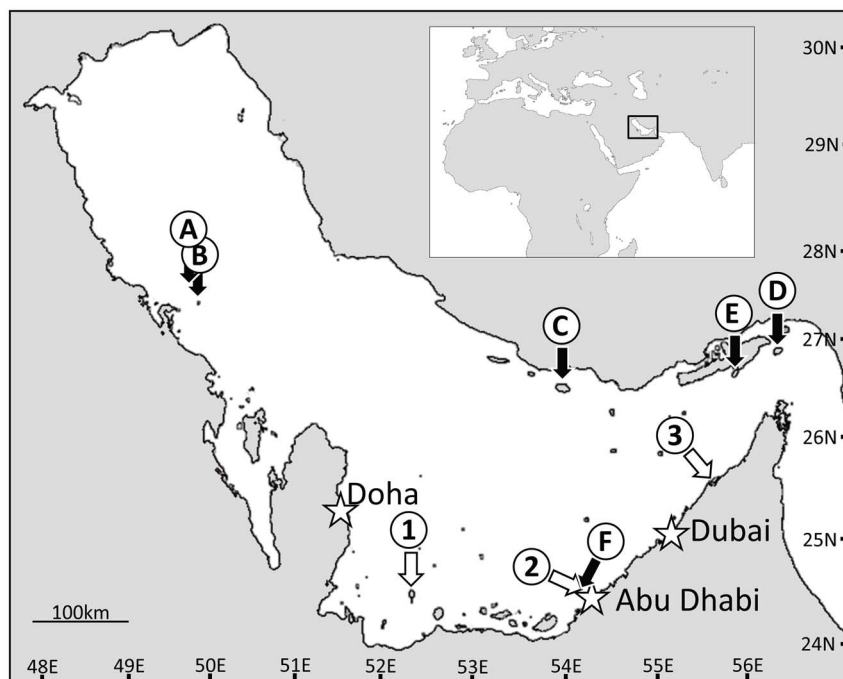 30N
29N
A
B
28N
D
E
C
27N
26N
3
Doha
1
F
Dubai
25N
2
Abu Dhabi
100km
24N
48E 49E 50E 51E 52E 53E 54E 55E 56E